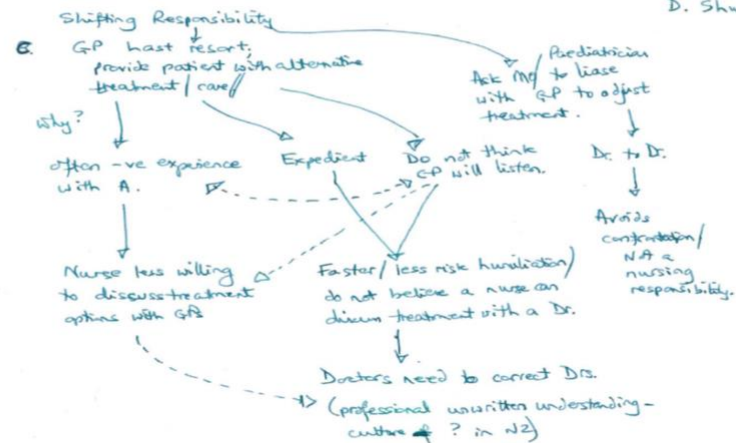 D. Shu
Shifting Responsibility
C. GP last resort;
provide patient with alternative
treatment / care//
Ask MO / Paediatrician
to liase
with GP to adjust
treatment.
Why?
often -ve experience
with A.
Expedient
Do not think
GP will listen.
Dr. to Dr.
Avoids
confrontation/
Not a
nursing
responsibility.
Nurse less willing
to discuss treatment
options with GPs
Faster/ less risk humiliation/
do not believe a nurse can
discuss treatment with a Dr.
Doctors need to correct Drs.
(professional unwritten understanding-
culture ? in NZ)